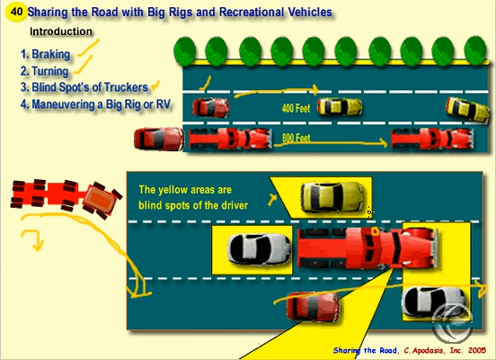 40 Sharing the Road with Big Rigs and Recreational Vehicles
Introduction
1. Braking
2. Turning
3. Blind Spot's of Truckers
4. Maneuvering a Big Rig or RV
400 Feet
800 Feet
The yellow areas are
blind spots of the driver
Sharing the Road, C. Apodasis, Inc. 2005